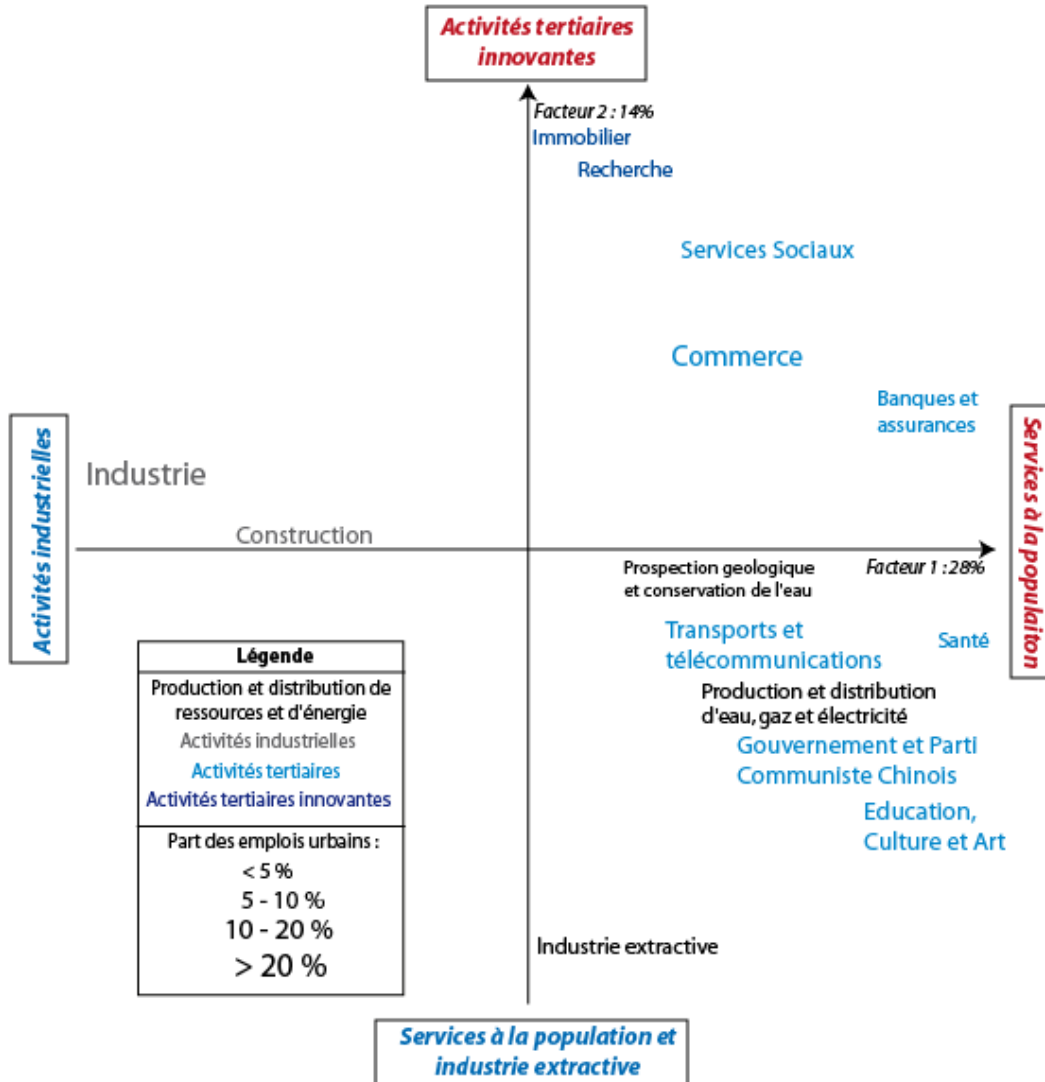 Activités tertiaires
innovantes
Facteur 2 : 14%
Immobilier
Recherche
Services Sociaux
Commerce
Banques et
assurances
Activités industrielles
Services à la populaiton
Industrie
Construction
Prospection geologique
et conservation de l'eau
Facteur 1 : 28%
Transports et
télécommunications
Santé
Production et distribution
d'eau, gaz et électricité
Gouvernement et Parti
Communiste Chinois
Education,
Culture et Art
Industrie extractive
Légende
Production et distribution de
ressources et d'énergie
Activités industrielles
Activités tertiaires
Activités tertiaires innovantes
Part des emplois urbains :
< 5 %
5 - 10 %
10 - 20 %
> 20 %
Services à la population et
industrie extractive